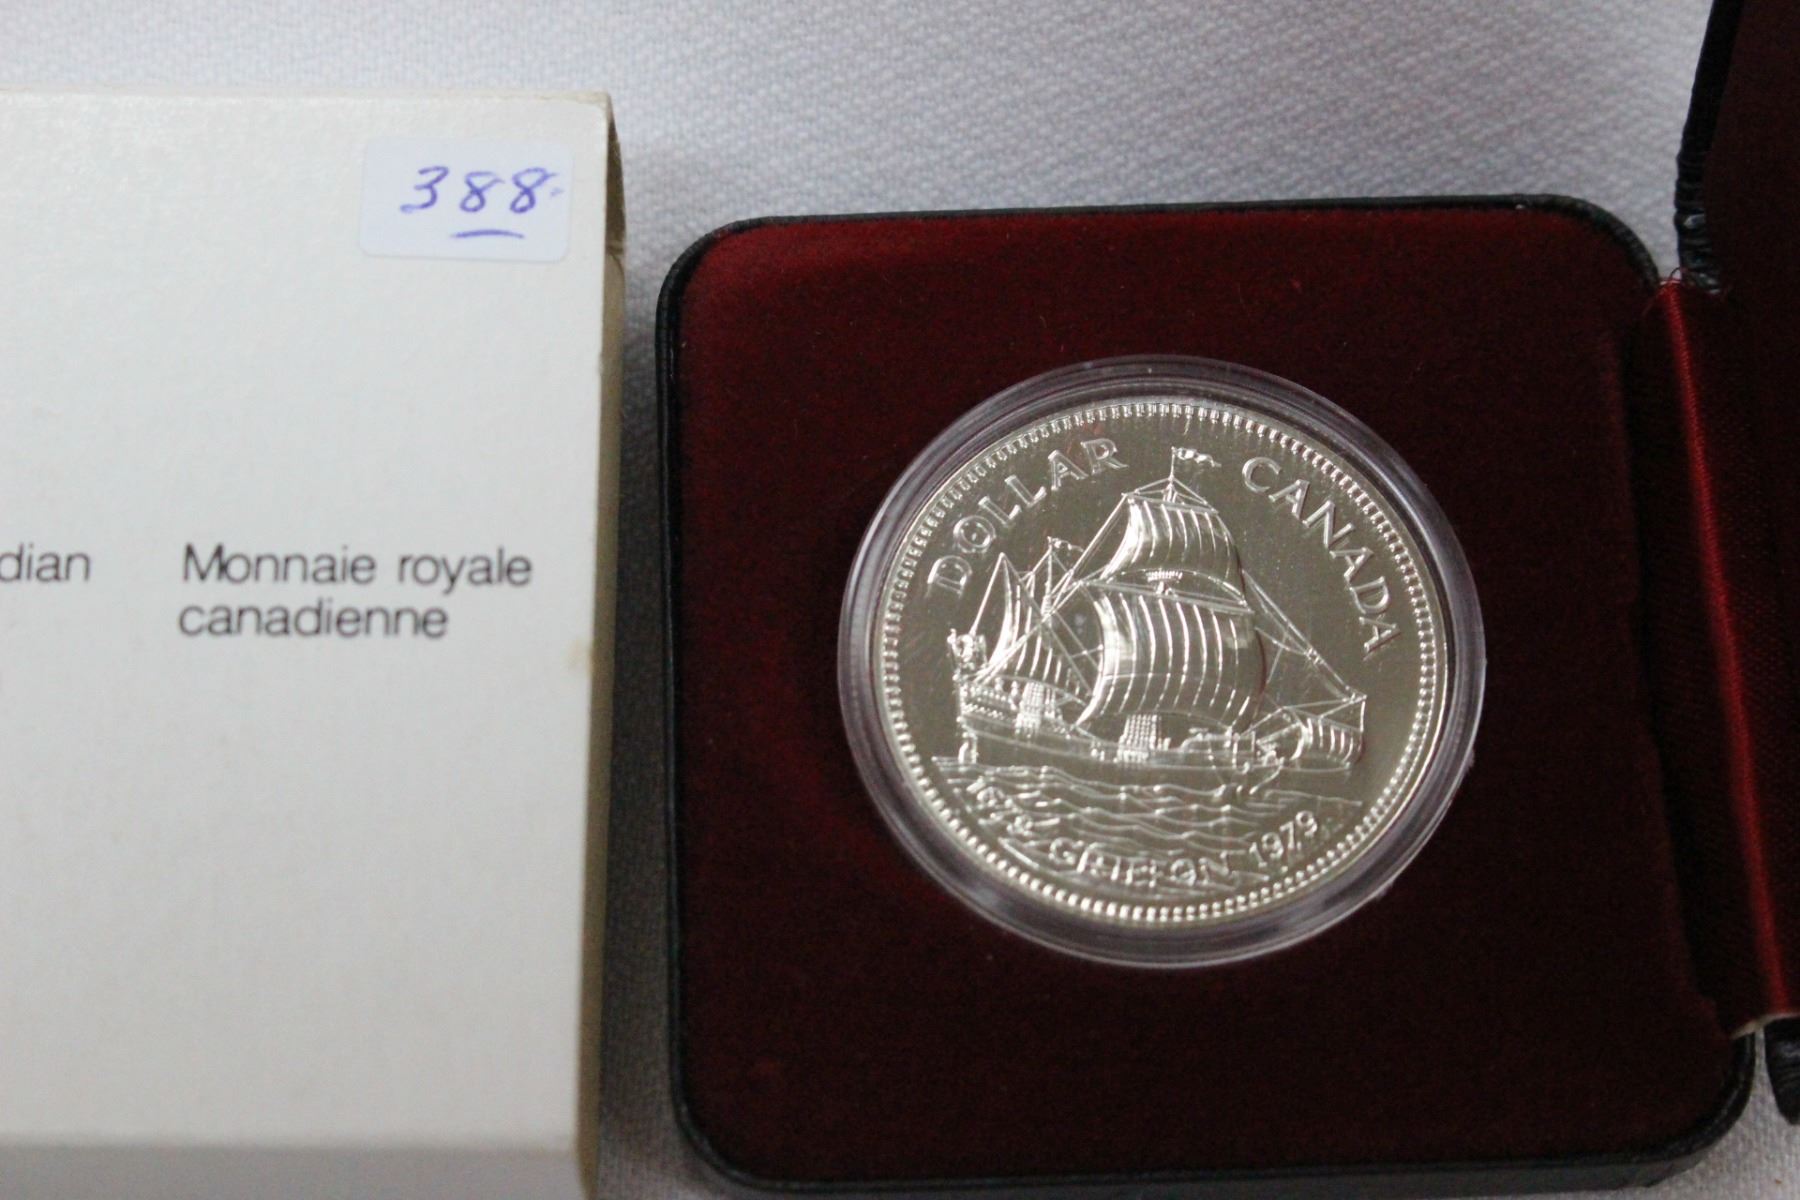 388
dian
Monnaie royale
canadienne
DOLLAR CANADA
1679 GRIFFON 1979